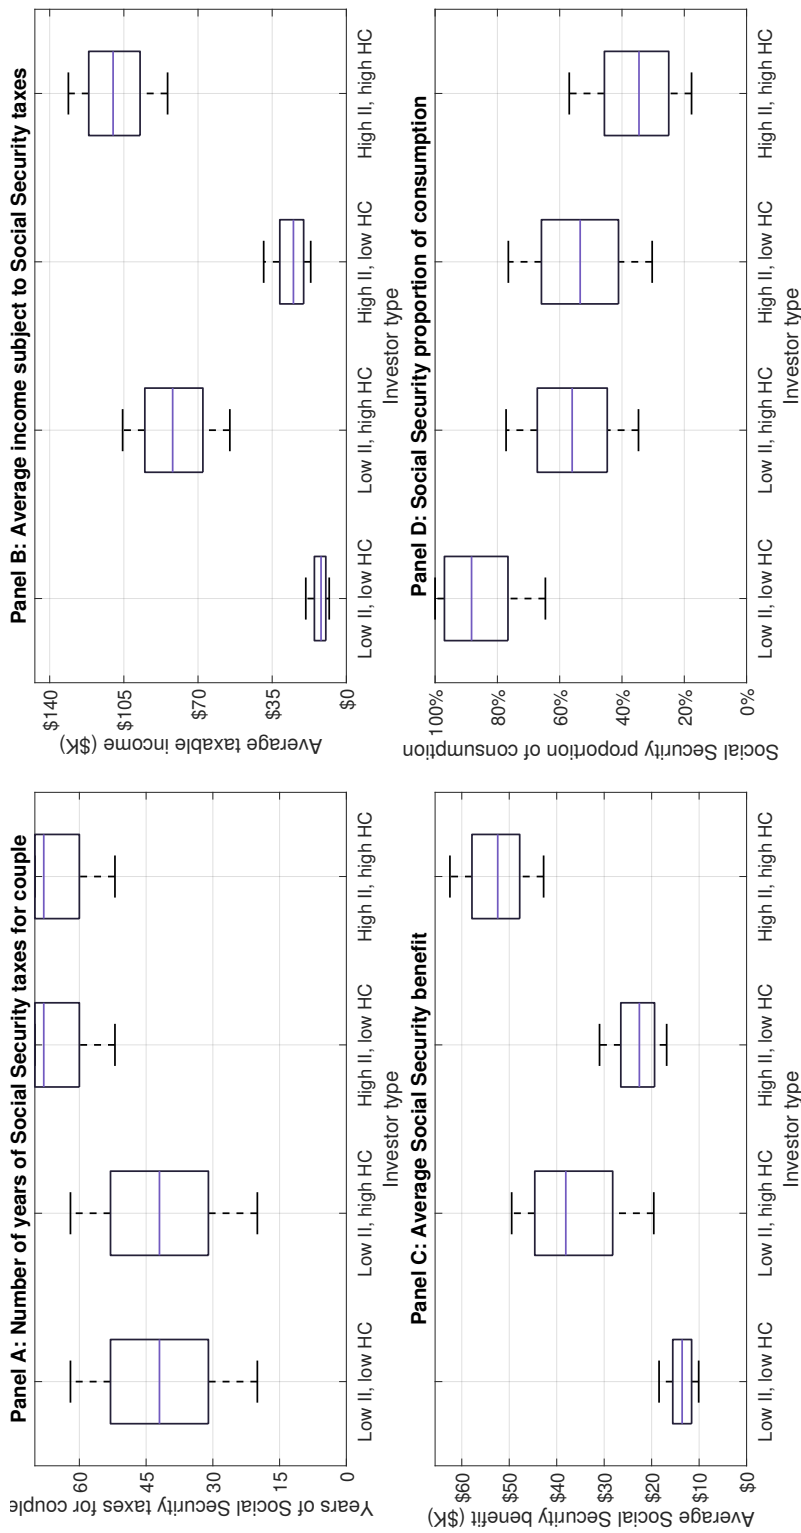 Panel A: Number of years of Social Security taxes for couple
Years of Social Security taxes for couple
60
45
30
15
0
Low II, low HC
Low II, high HC
High II, low HC
High II, high HC
Investor type
Panel B: Average income subject to Social Security taxes
Average taxable income ($K)
$140
$105
$70
$35
$0
Low II, low HC
Low II, high HC
High II, low HC
High II, high HC
Investor type
Panel C: Average Social Security benefit
Average Social Security benefit ($K)
$60
$50
$40
$30
$20
$10
$0
Low II, low HC
Low II, high HC
High II, low HC
High II, high HC
Investor type
Panel D: Social Security proportion of consumption
Social Security proportion of consumption
100%
80%
60%
40%
20%
0%
Low II, low HC
Low II, high HC
High II, low HC
High II, high HC
Investor type